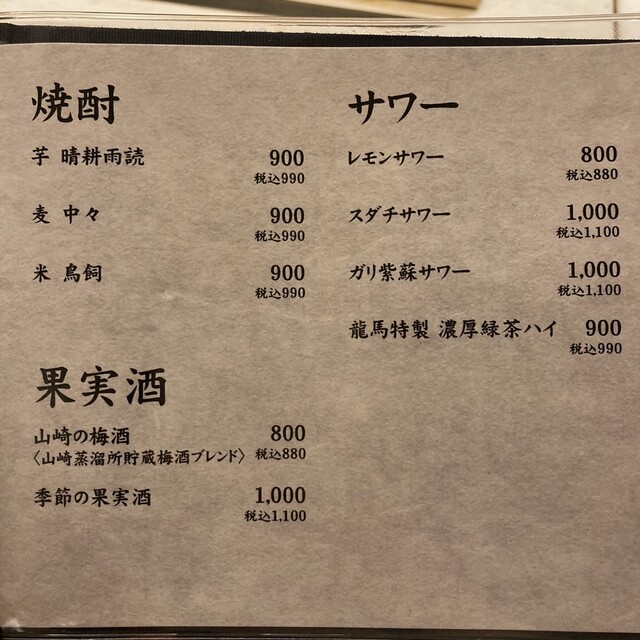 焼酎
芋 晴耕雨読 900
税込990
麦 中々 900
税込990
米 鳥飼 900
税込990
果実酒
山崎の梅酒 800
〈山崎蒸溜所貯蔵梅酒ブレンド〉 税込880
季節の果実酒 1,000
税込1,100
サワー
レモンサワー 800
税込880
スダチサワー 1,000
税込1,100
ガリ紫蘇サワー 1,000
税込1,100
龍馬特製 濃厚緑茶ハイ 900
税込990